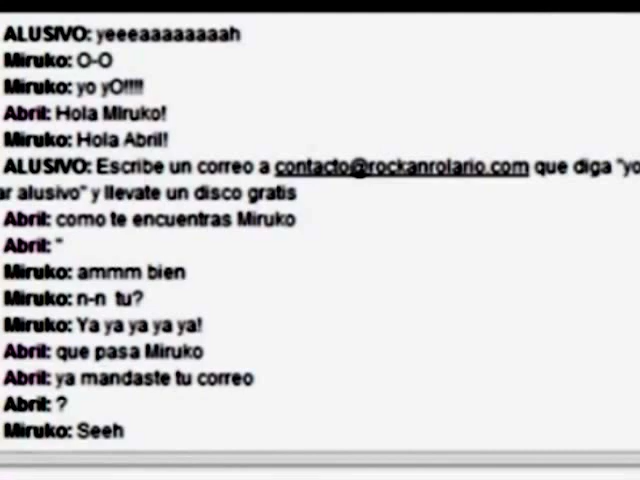 ALUSIVO: yeeeaaaaaaaah
Miruko: O-O
Miruko: yo yO!!!!
Abril: Hola MIruko!
Miruko: Hola Abril!
ALUSIVO: Escribe un correo a contacto@rockanrolario.com que diga "yo
ar alusivo" y llevate un disco gratis
Abril: como te encuentras Miruko
Abril: "
Miruko: ammm bien
Miruko: n-n tu?
Miruko: Ya ya ya ya ya!
Abril: que pasa Miruko
Abril: ya mandaste tu correo
Abril: ?
Miruko: Seeh